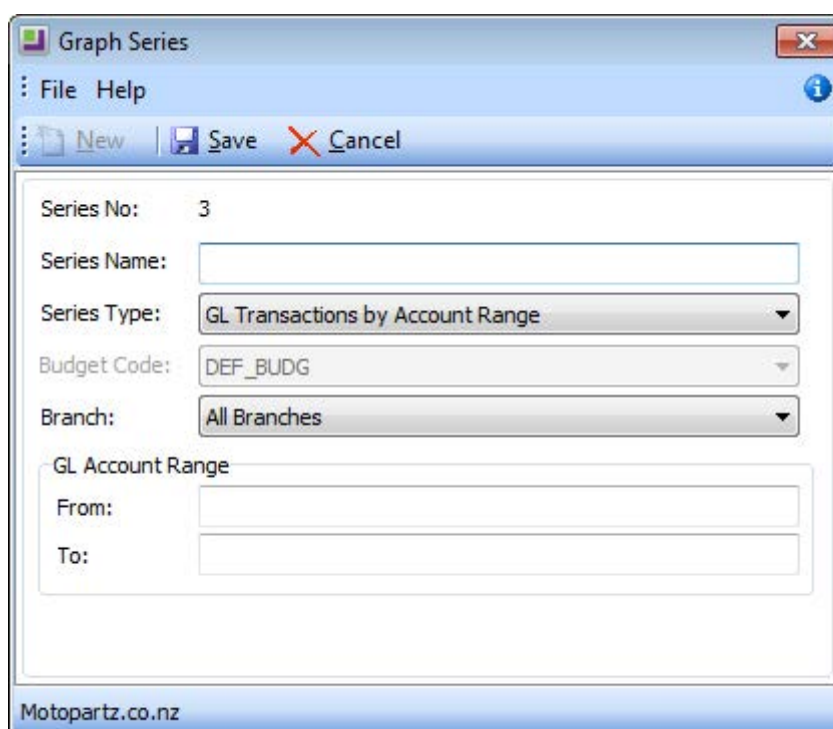 Graph Series
File Help
New Save Cancel
Series No: 3
Series Name:
Series Type: GL Transactions by Account Range
Budget Code: DEF_BUDG
Branch: All Branches
GL Account Range
From:
To:
Motopartz.co.nz